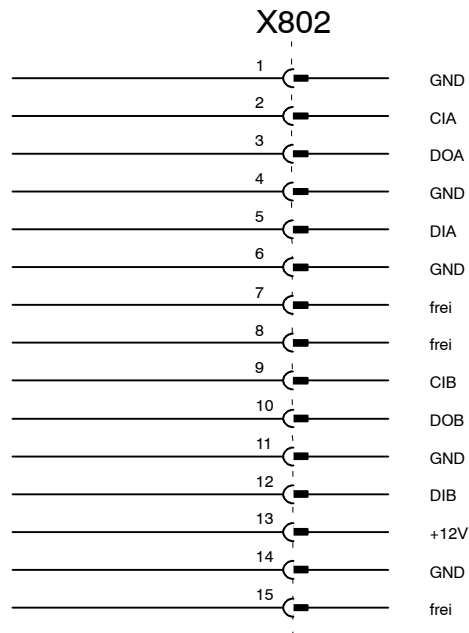 X802
1 GND
2 CIA
3 DOA
4 GND
5 DIA
6 GND
7 frei
8 frei
9 CIB
10 DOB
11 GND
12 DIB
13 +12V
14 GND
15 frei